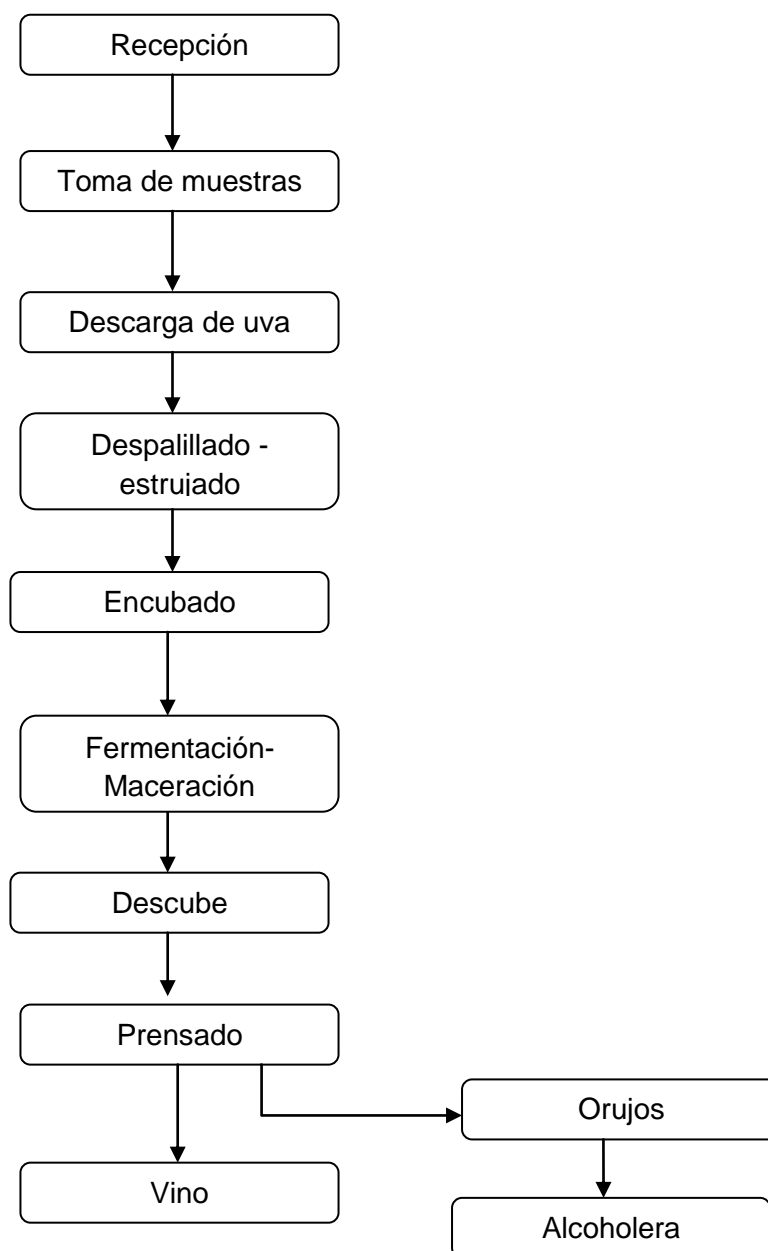 Recepción
Toma de muestras
Descarga de uva
Despalillado -
estrujado
Encubado
Fermentación-
Maceración
Descube
Prensado
Orujos
Vino
Alcoholera